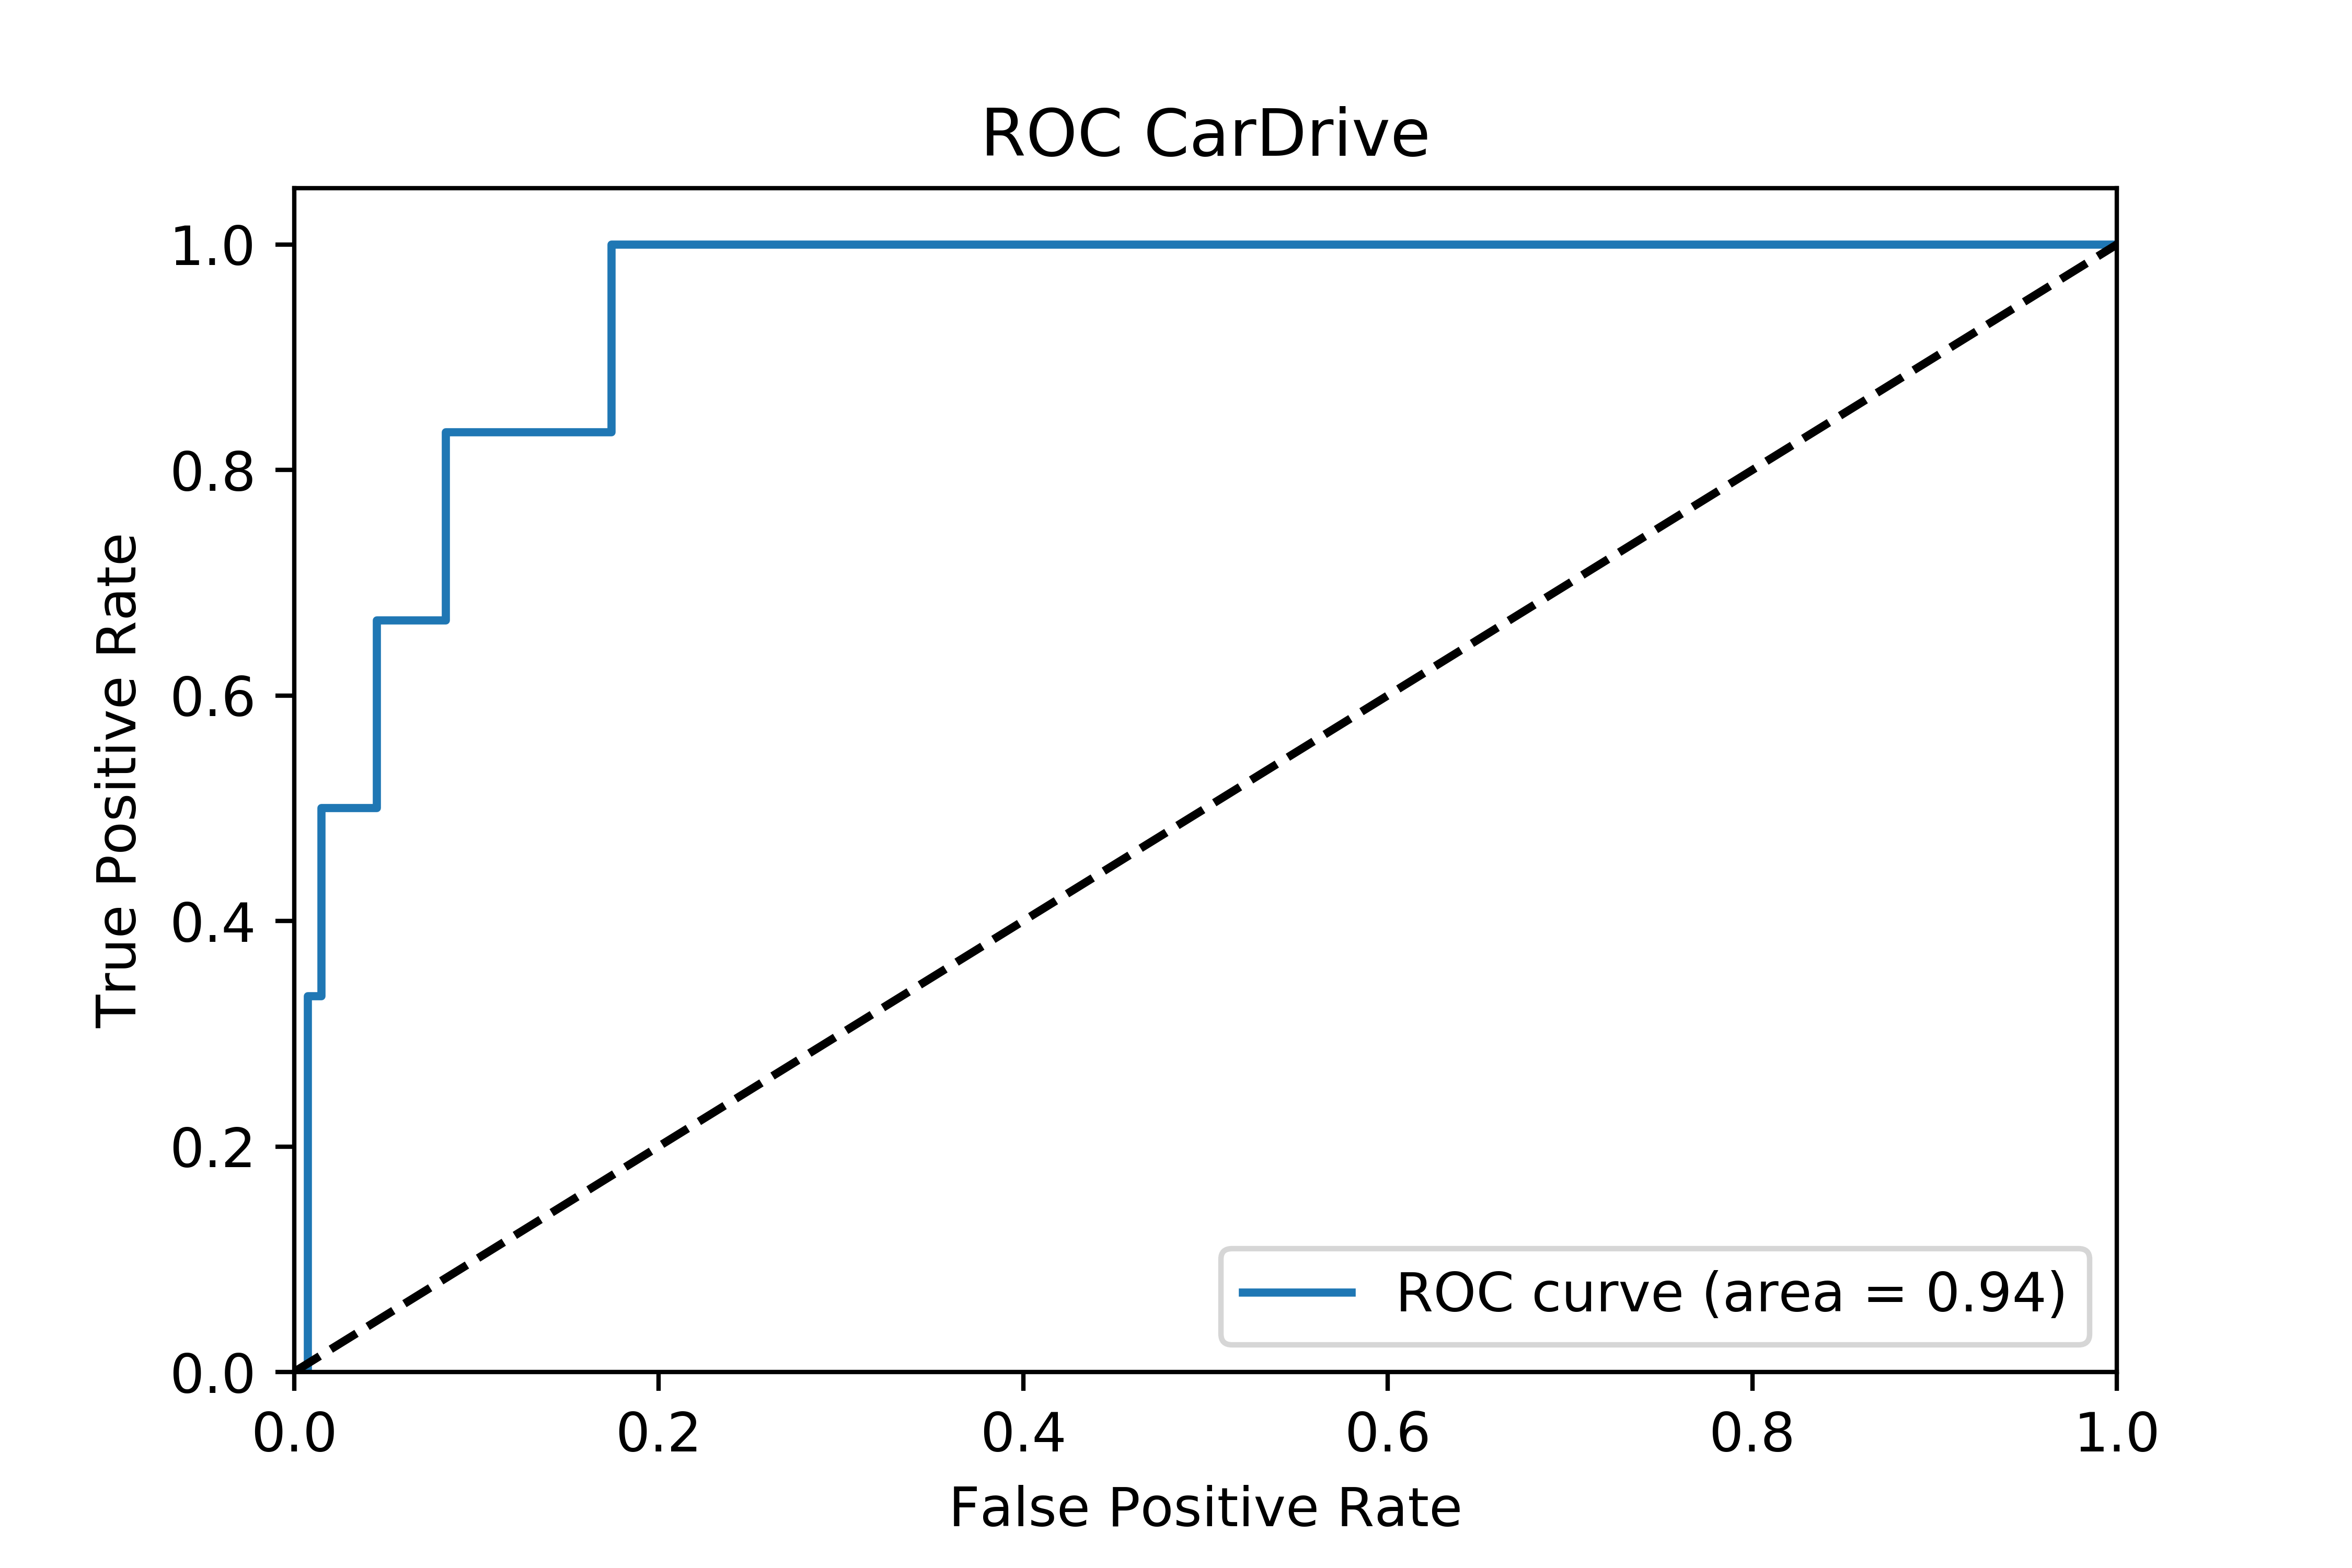 ROC CarDrive
1.0
0.8
0.6
0.4
0.2
0.0
True Positive Rate
ROC curve (area = 0.94)
0.0 0.2 0.4 0.6 0.8 1.0
False Positive Rate